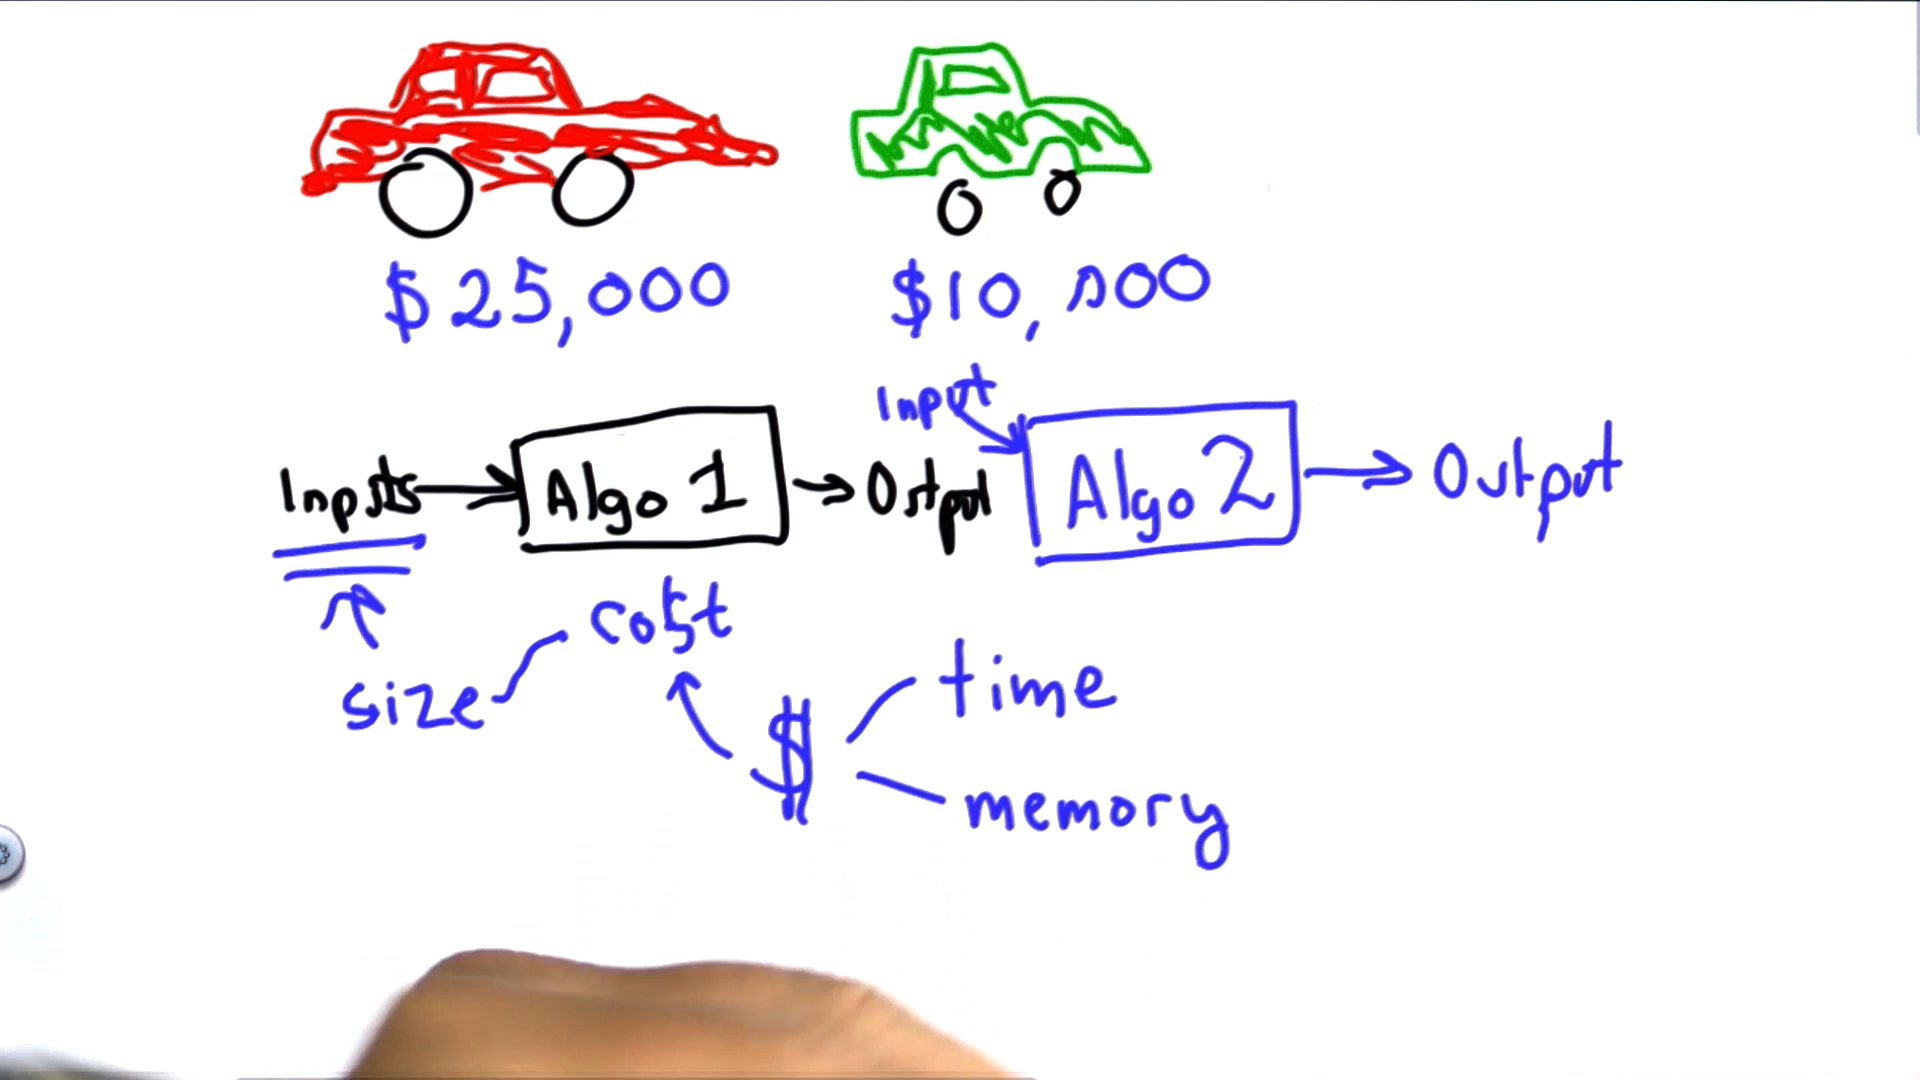 $25,000 $10,000
Input
Inputs → Algo 1 → Output Algo 2 → Output
cost
size
time
$
memory